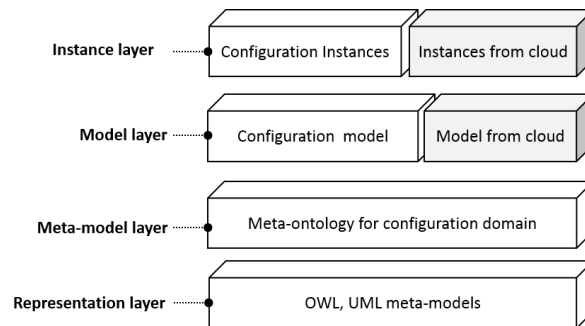 Instance layer
Configuration Instances
Instances from cloud
Model layer
Configuration model
Model from cloud
Meta-model layer
Meta-ontology for configuration domain
Representation layer
OWL, UML meta-models